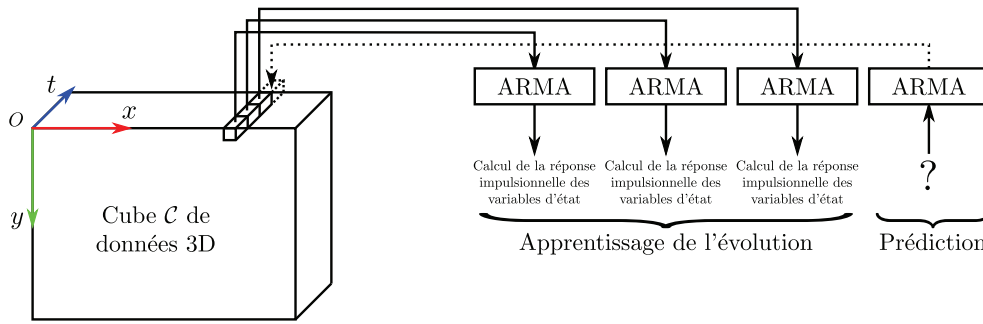 t
O
x
y
Cube C de
données 3D
ARMA
ARMA
ARMA
ARMA
Calcul de la réponse
impulsionnelle des
variables d'état
Calcul de la réponse
impulsionnelle des
variables d'état
Calcul de la réponse
impulsionnelle des
variables d'état
?
Apprentissage de l'évolution
Prédiction